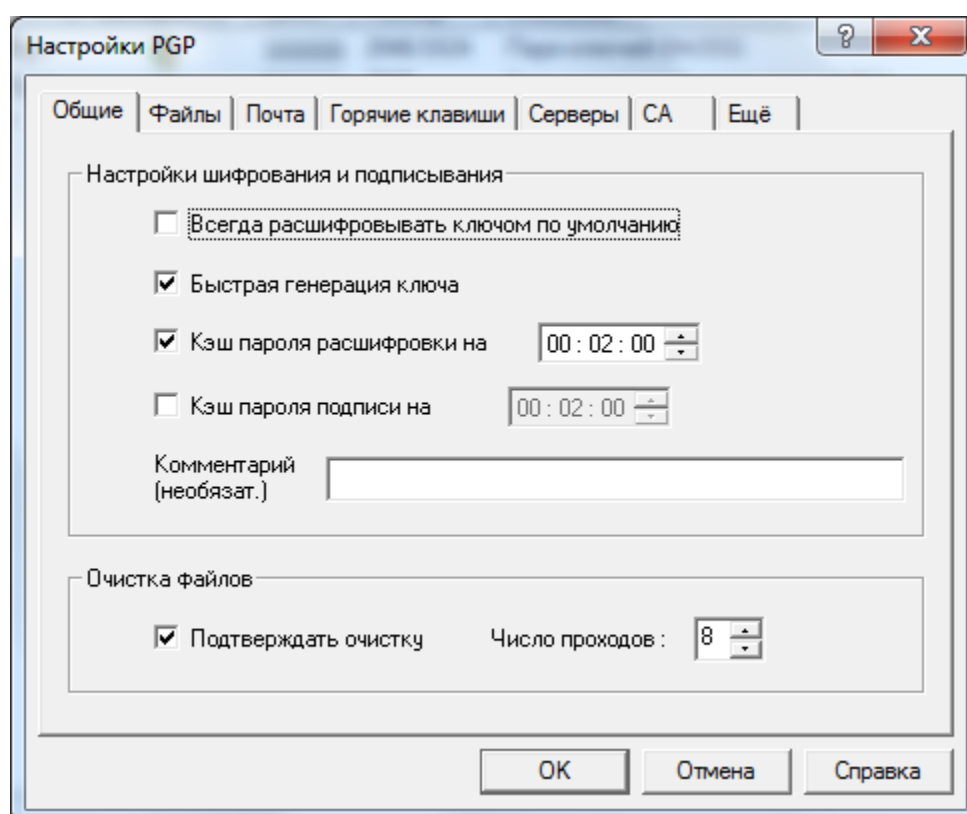 Настройки PGP
Общие Файлы Почта Горячие клавиши Серверы CA Ещё
Настройки шифрования и подписывания
Всегда расшифровывать ключом по умолчанию
Быстрая генерация ключа
Кэш пароля расшифровки на 00 : 02 : 00
Кэш пароля подписи на 00 : 02 : 00
Комментарий
(необязат.)
Очистка файлов
Подтверждать очистку Число проходов : 8
OK Отмена Справка